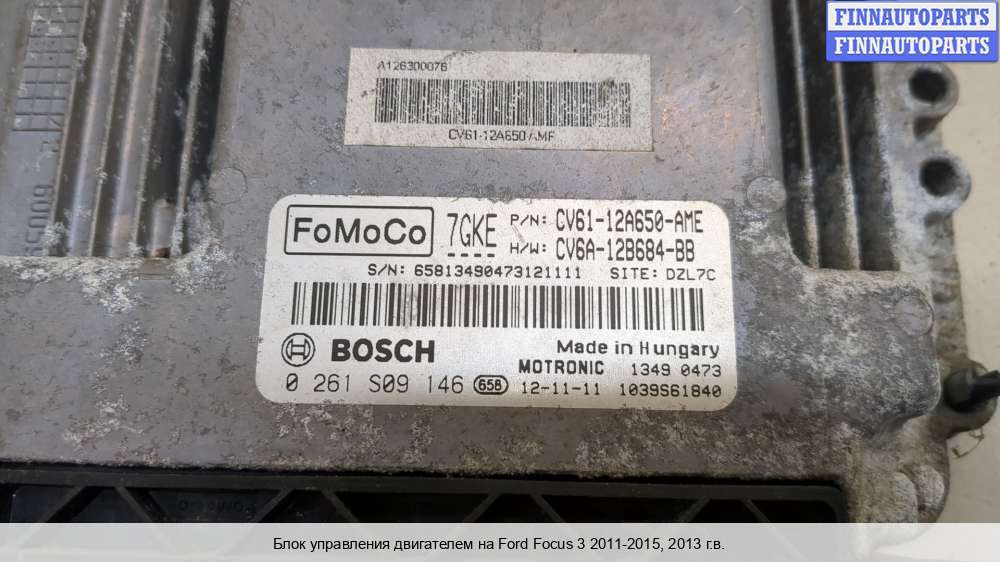 FINNAUTOPARTS
FINNAUTOPARTS
A126300076
CV61-12A650-AMF
FoMoCo 7GKE P/N: CV61-12A650-AME
H/W: CV6A-12B684-BB
S/N: 65813490473121111 SITE: DZL7C
BOSCH Made in Hungary
MOTRONIC 1349 0473
0 261 S09 146 658 12-11-11 1039S61840
Блок управления двигателем на Ford Focus 3 2011-2015, 2013 г.в.